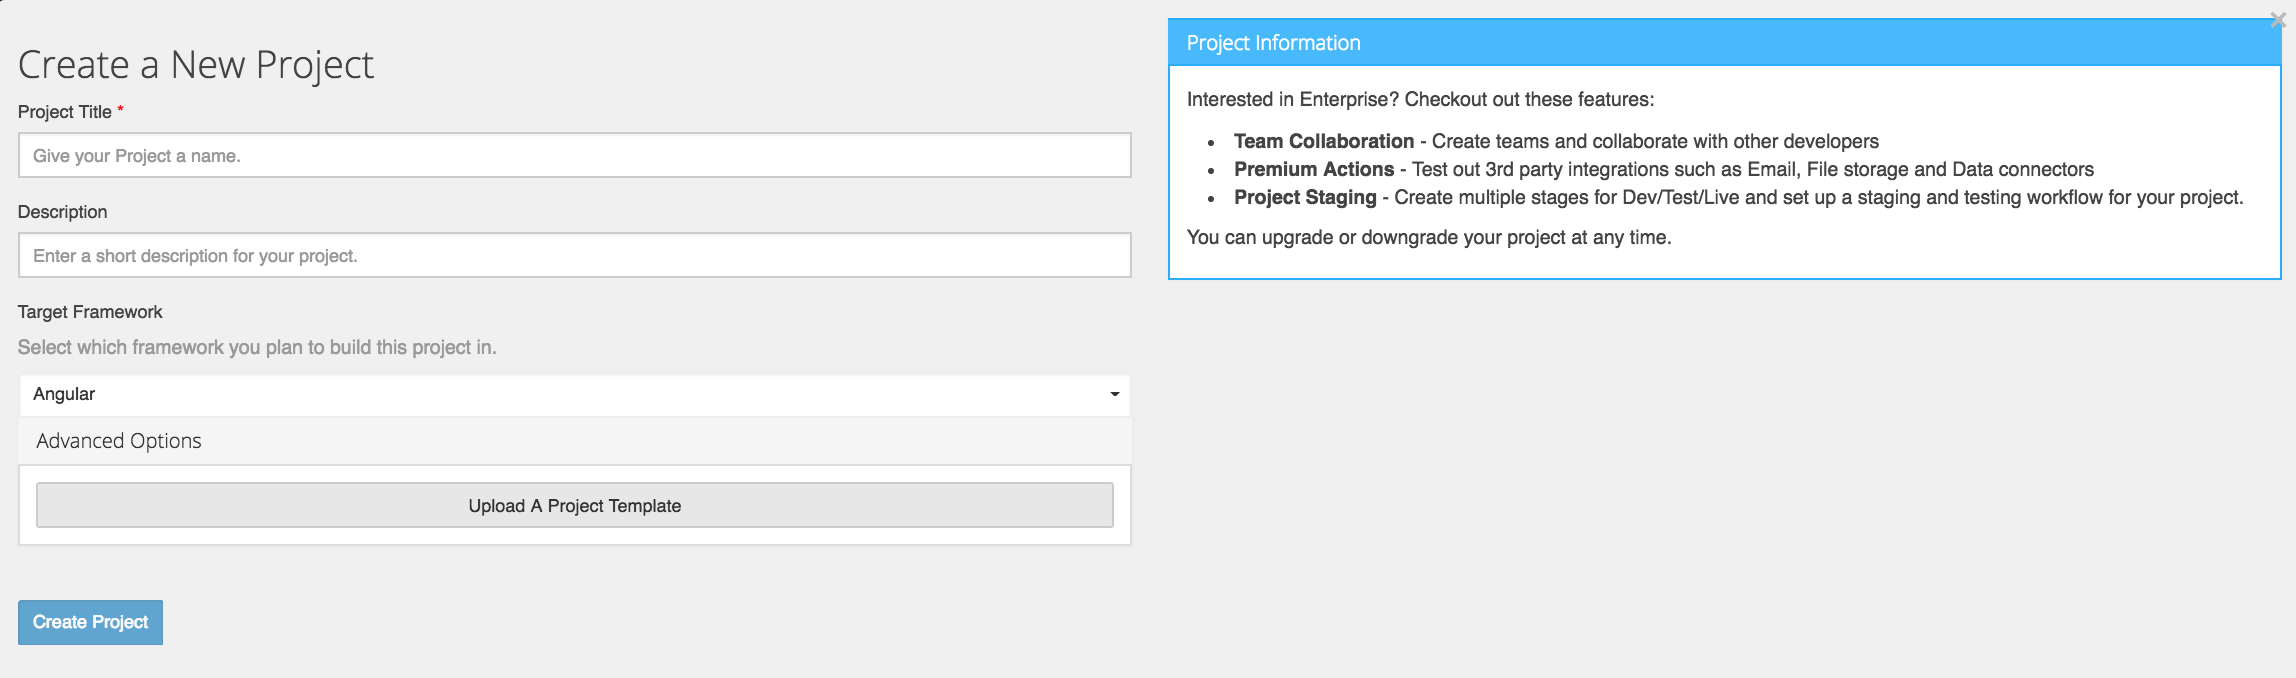 Create a New Project
Project Title *
Give your Project a name.
Description
Enter a short description for your project.
Target Framework
Select which framework you plan to build this project in.
Angular
Advanced Options
Upload A Project Template
Create Project
×
Project Information
Interested in Enterprise? Checkout out these features:
• Team Collaboration - Create teams and collaborate with other developers
• Premium Actions - Test out 3rd party integrations such as Email, File storage and Data connectors
• Project Staging - Create multiple stages for Dev/Test/Live and set up a staging and testing workflow for your project.
You can upgrade or downgrade your project at any time.